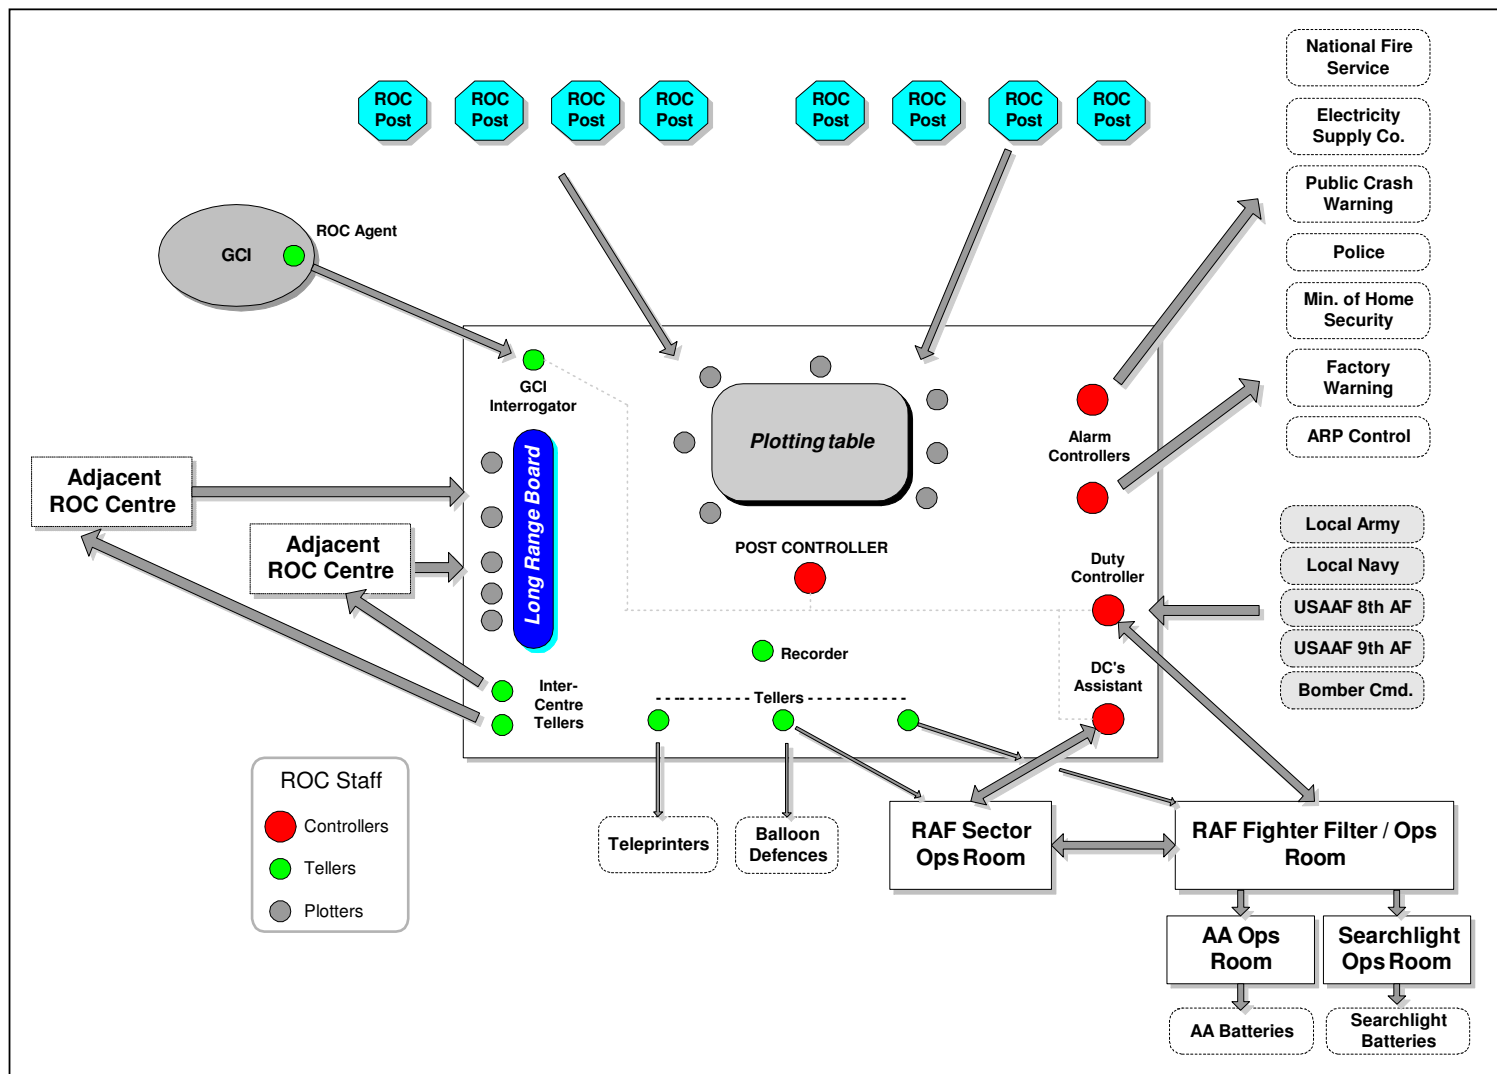 ROC
Post
ROC
Post
ROC
Post
ROC
Post
ROC
Post
ROC
Post
ROC
Post
ROC
Post
National Fire
Service
Electricity
Supply Co.
Public Crash
Warning
Police
Min. of Home
Security
Factory
Warning
ARP Control
ROC Agent
GCI
GCI
Interrogator
Long Range Board
Plotting table
Alarm
Controllers
Adjacent
ROC Centre
Adjacent
ROC Centre
POST CONTROLLER
Duty
Controller
Local Army
Local Navy
USAAF 8th AF
USAAF 9th AF
Bomber Cmd.
Recorder
DC's
Assistant
Inter-
Centre
Tellers
Tellers
ROC Staff
Controllers
Tellers
Plotters
Teleprinters
Balloon
Defences
RAF Sector
Ops Room
RAF Fighter Filter / Ops
Room
AA Ops
Room
Searchlight
Ops Room
AA Batteries
Searchlight
Batteries